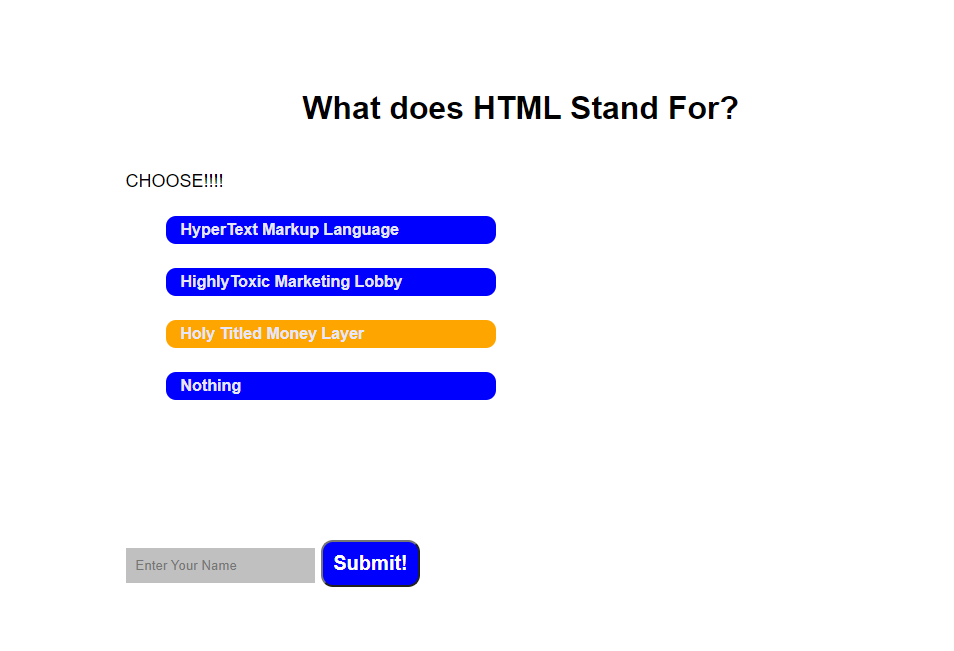 What does HTML Stand For?
CHOOSE!!!!
HyperText Markup Language
HighlyToxic Marketing Lobby
Holy Titled Money Layer
Nothing
Enter Your Name
Submit!